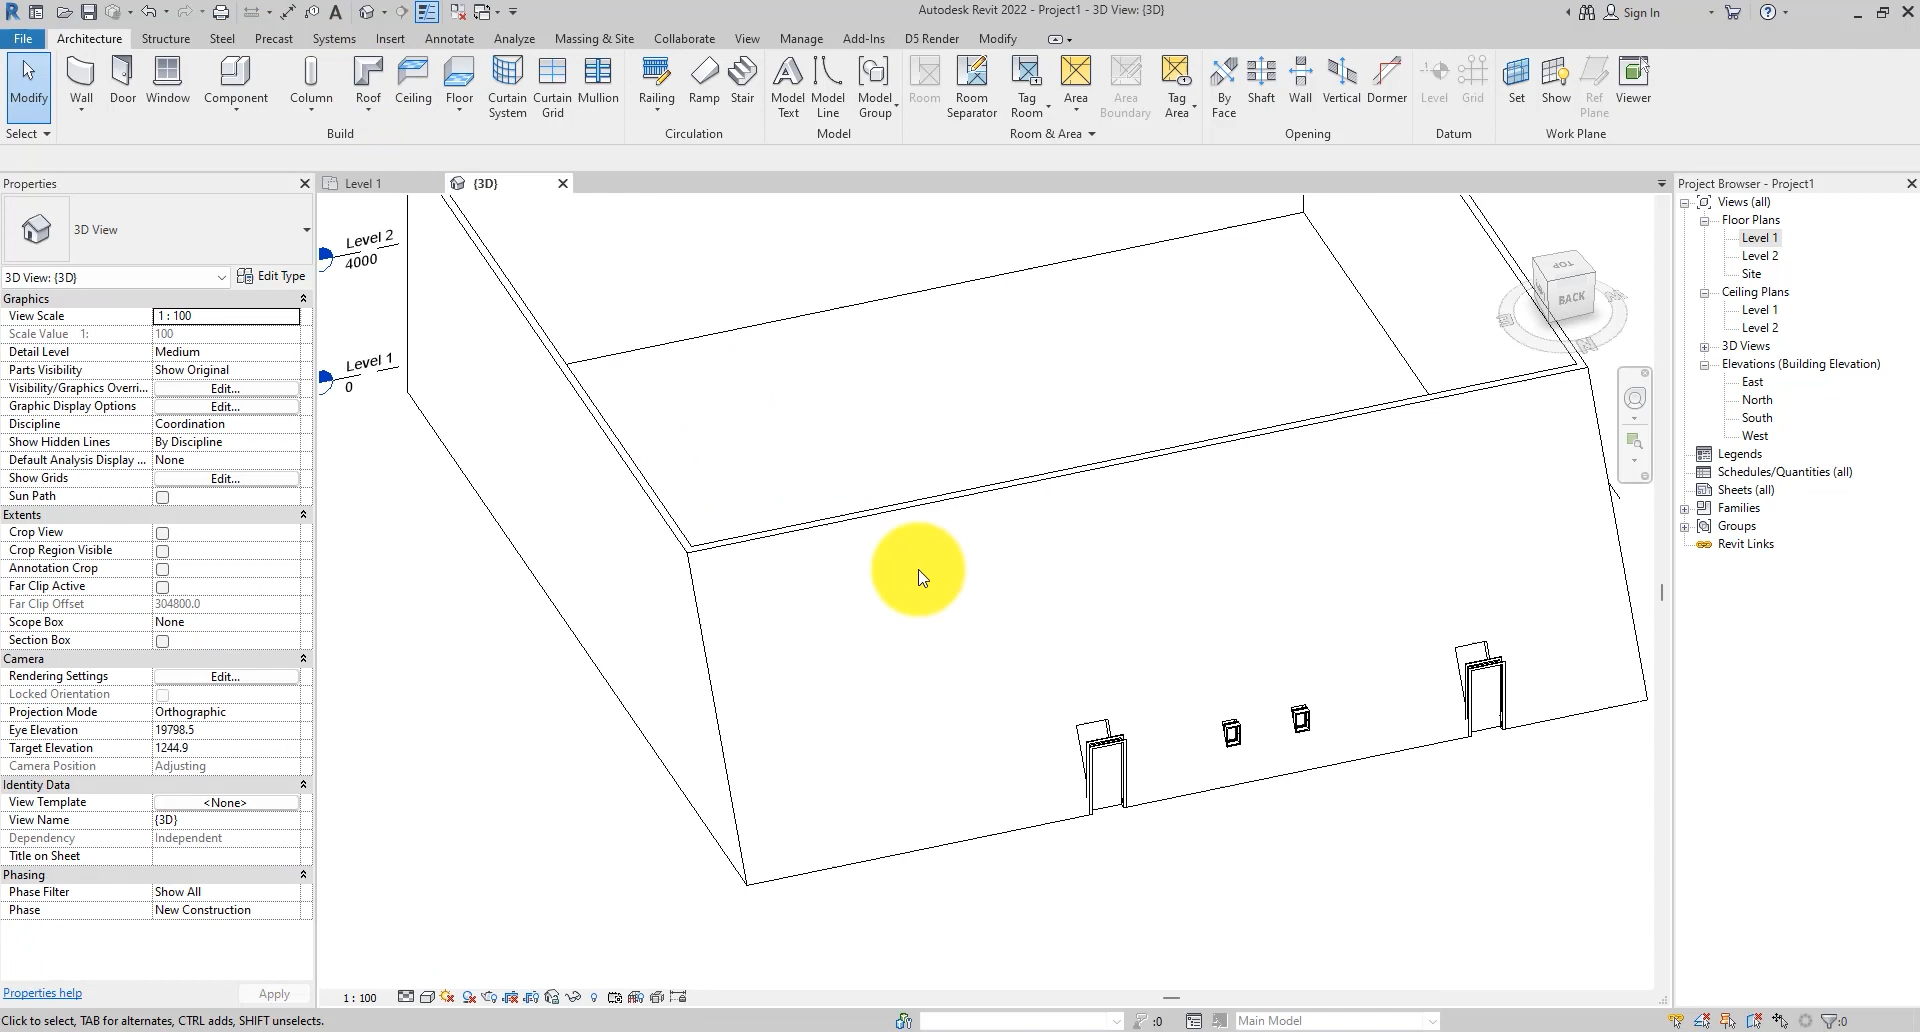 Autodesk Revit 2022 - Project1 - 3D View: {3D}
Sign In
File Architecture Structure Steel Precast Systems Insert Annotate Analyze Massing & Site Collaborate View Manage Add-Ins D5 Render Modify
Modify
Wall
Door
Window
Component
Column
Roof
Ceiling
Floor
Curtain System
Curtain Grid
Mullion
Railing
Ramp
Stair
Model Text
Model Line
Model Group
Room
Room Separator
Tag Room
Area
Area Boundary
Tag Area
By Face
Shaft
Wall
Vertical
Dormer
Level
Grid
Set
Show
Ref Plane
Viewer
Select
Build
Circulation
Model
Room & Area
Opening
Datum
Work Plane
Properties
3D View
3D View: {3D}
Edit Type
Graphics
View Scale 1 : 100
Scale Value 1: 100
Detail Level Medium
Parts Visibility Show Original
Visibility/Graphics Overri... Edit...
Graphic Display Options Edit...
Discipline Coordination
Show Hidden Lines By Discipline
Default Analysis Display ... None
Show Grids Edit...
Sun Path
Extents
Crop View
Crop Region Visible
Annotation Crop
Far Clip Active
Far Clip Offset 304800.0
Scope Box None
Section Box
Camera
Rendering Settings Edit...
Locked Orientation
Projection Mode Orthographic
Eye Elevation 19798.5
Target Elevation 1244.9
Camera Position Adjusting
Identity Data
View Template <None>
View Name {3D}
Dependency Independent
Title on Sheet
Phasing
Phase Filter Show All
Phase New Construction
Properties help
Apply
Level 1
{3D}
Level 2
4000
Level 1
0
TOP
BACK
E
N
Project Browser - Project1
Views (all)
Floor Plans
Level 1
Level 2
Site
Ceiling Plans
Level 1
Level 2
3D Views
Elevations (Building Elevation)
East
North
South
West
Legends
Schedules/Quantities (all)
Sheets (all)
Families
Groups
Revit Links
1 : 100
Click to select, TAB for alternates, CTRL adds, SHIFT unselects.
:0
Main Model
:0